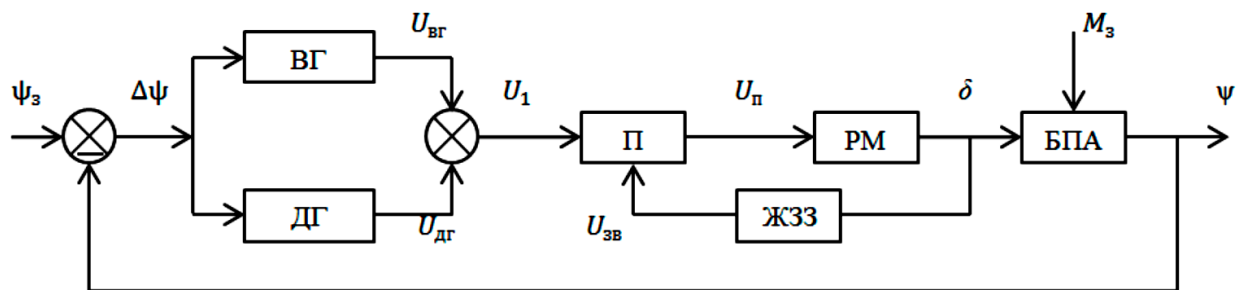 U_вг
M_з
ВГ
ψ_з
Δψ
U_1
U_п
δ
ψ
П
РМ
БПА
ДГ
U_дг
U_зв
ЖЗЗ